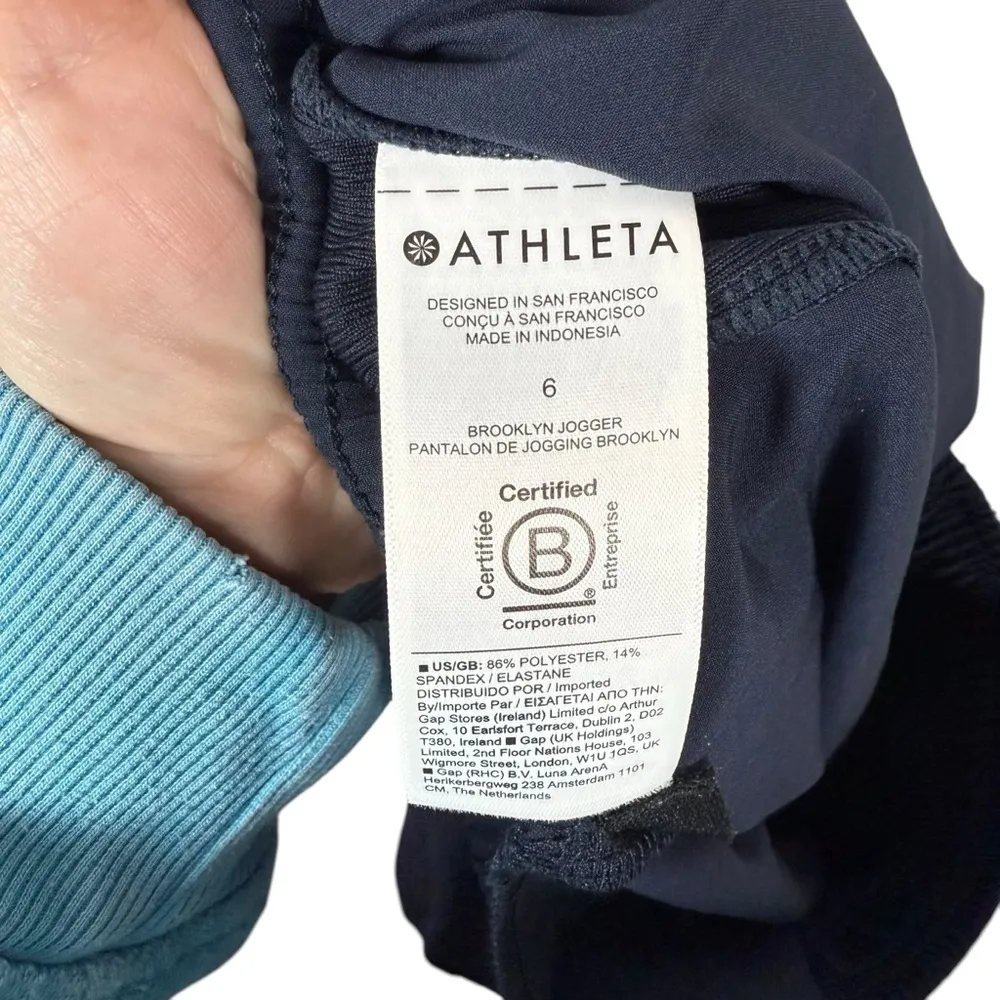 ATHLETA
DESIGNED IN SAN FRANCISCO
CONÇU À SAN FRANCISCO
MADE IN INDONESIA
6
BROOKLYN JOGGER
PANTALON DE JOGGING BROOKLYN
Certified
Certifiée
B
Entreprise
®
Corporation
■ US/GB: 86% POLYESTER, 14%
SPANDEX / ELASTANE
DISTRIBUIDO POR / Imported
By/Importe Par / ΕΙΣΑΓΕΤΑΙ ΑΠΟ ΤΗΝ:
Gap Stores (Ireland) Limited c/o Arthur
Cox, 10 Earlsfort Terrace, Dublin 2, D02
T380, Ireland ■ Gap (UK Holdings)
Limited, 2nd Floor Nations House, 103
Wigmore Street, London, W1U 1QS, UK
■ Gap (RHC) B.V. Luna ArenA
Herikerbergweg 238 Amsterdam 1101
CM, The Netherlands